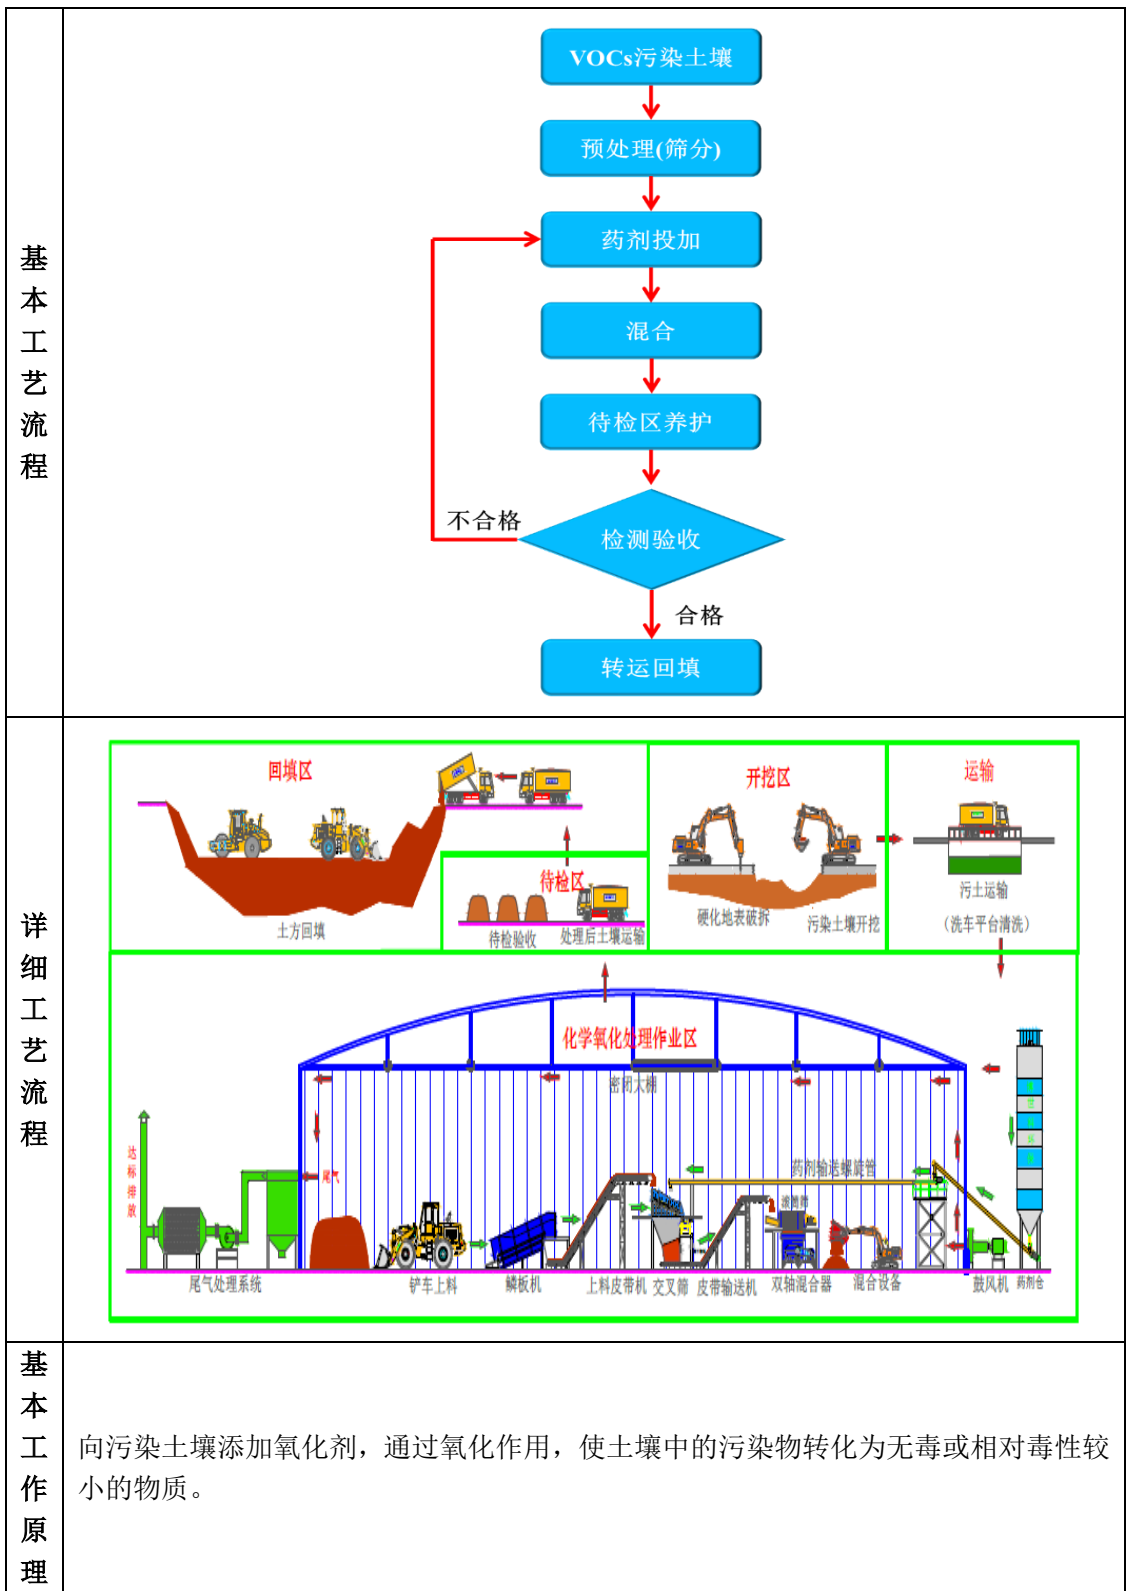 基本工艺流程
VOCs污染土壤
预处理(筛分)
药剂投加
混合
待检区养护
不合格
检测验收
合格
转运回填
详细工艺流程
回填区
土方回填
待检区
待检验收
处理后土壤运输
开挖区
硬化地表破拆
污染土壤开挖
运输
污土运输
(洗车平台清洗)
化学氧化处理作业区
密闭大棚
达标排放
尾气
药剂输送螺旋管
滚筒筛
尾气处理系统
铲车上料
鳞板机
上料皮带机
交叉筛
皮带输送机
双轴混合器
混合设备
鼓风机
药剂仓
基本工作原理
向污染土壤添加氧化剂，通过氧化作用，使土壤中的污染物转化为无毒或相对毒性较
小的物质。